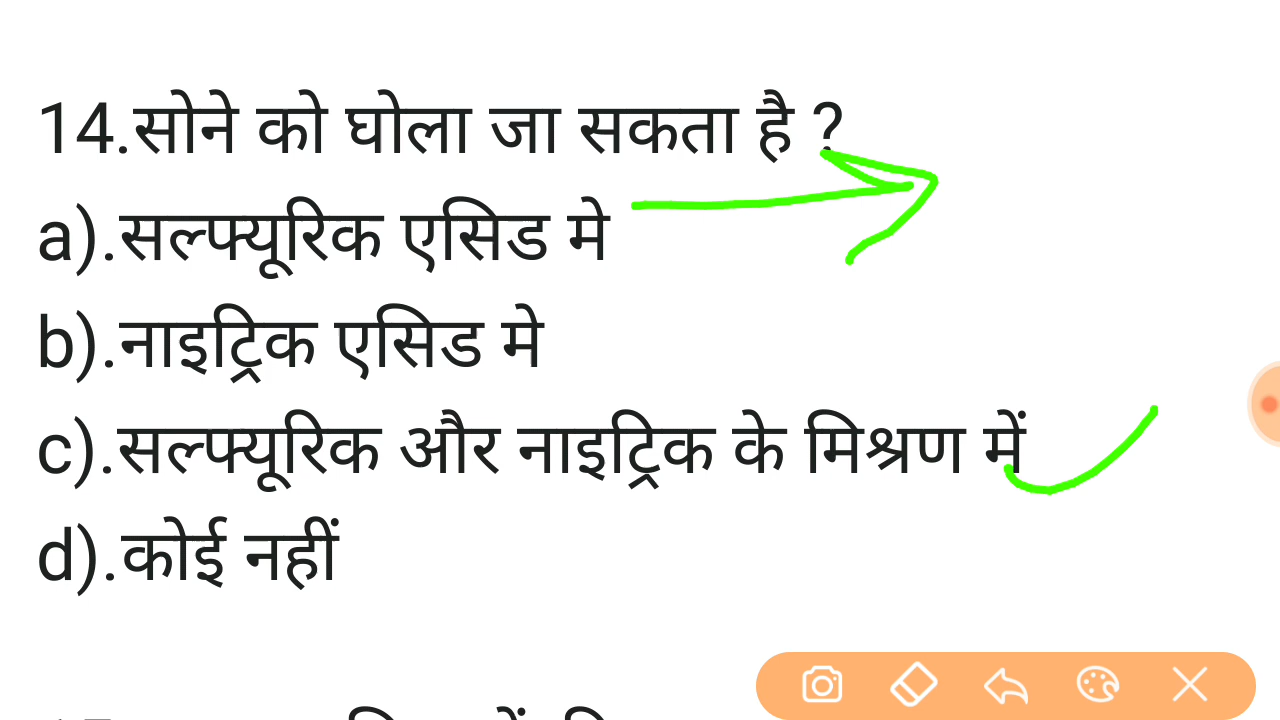 14.सोने को घोला जा सकता है ?
a).सल्फ्यूरिक एसिड मे
b).नाइट्रिक एसिड मे
c).सल्फ्यूरिक और नाइट्रिक के मिश्रण में
d).कोई नहीं